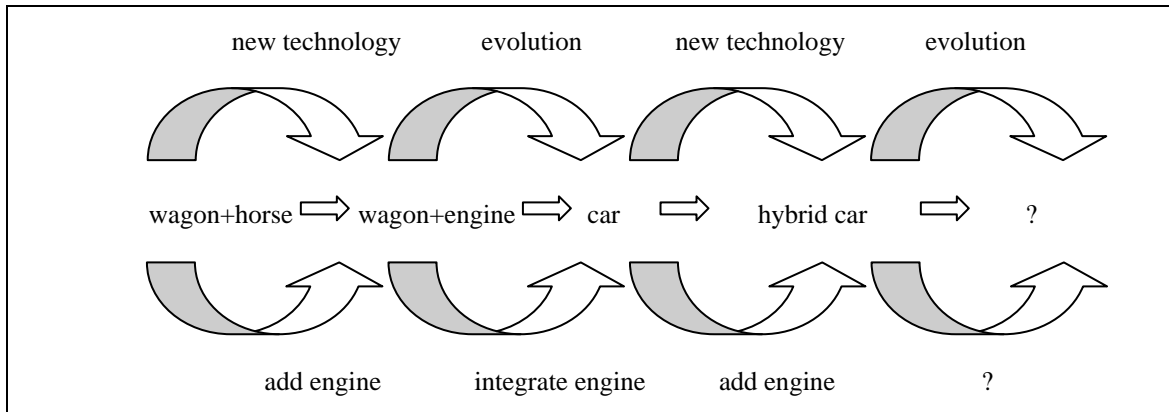 new technology evolution new technology evolution
wagon+horse wagon+engine car hybrid car ?
add engine integrate engine add engine ?